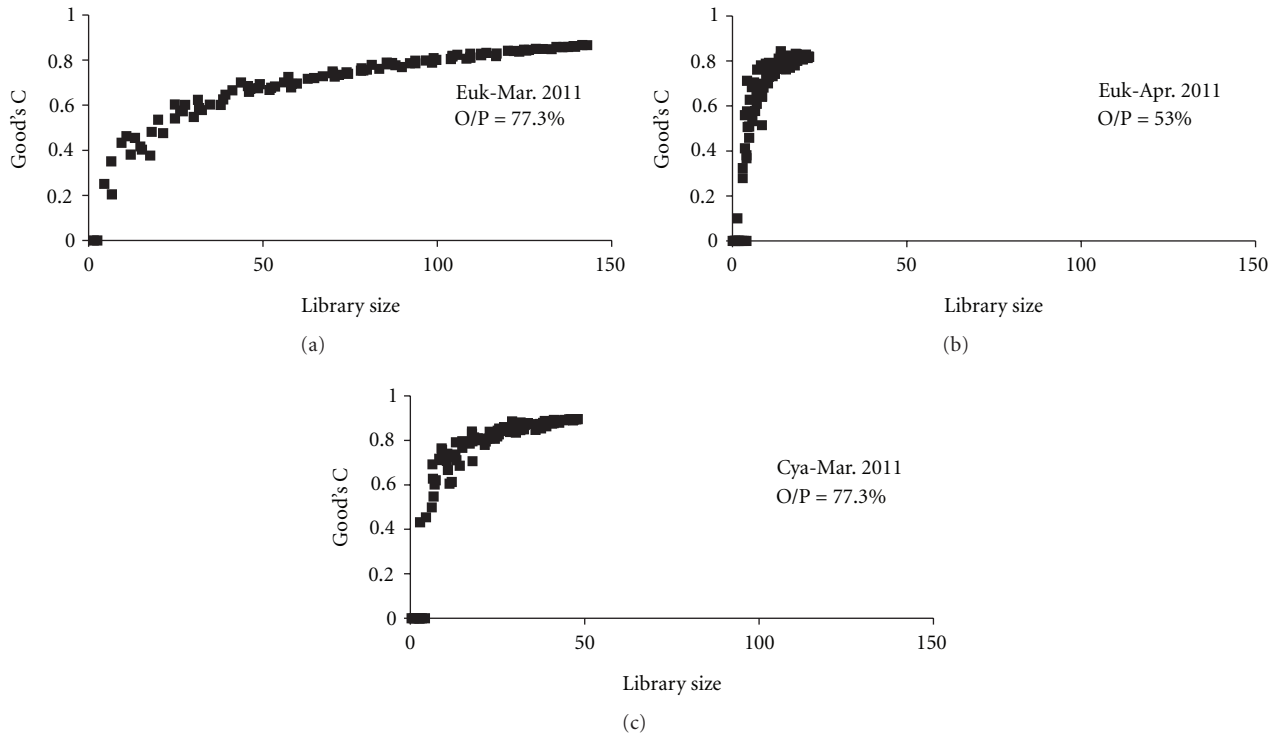 1
0.8
0.6
0.4
0.2
0
Good's C
0
50
100
150
Library size
Euk-Mar. 2011
O/P = 77.3%
(a)
1
0.8
0.6
0.4
0.2
0
Good's C
0
50
100
150
Library size
Euk-Apr. 2011
O/P = 53%
(b)
1
0.8
0.6
0.4
0.2
0
Good's C
0
50
100
150
Library size
Cya-Mar. 2011
O/P = 77.3%
(c)